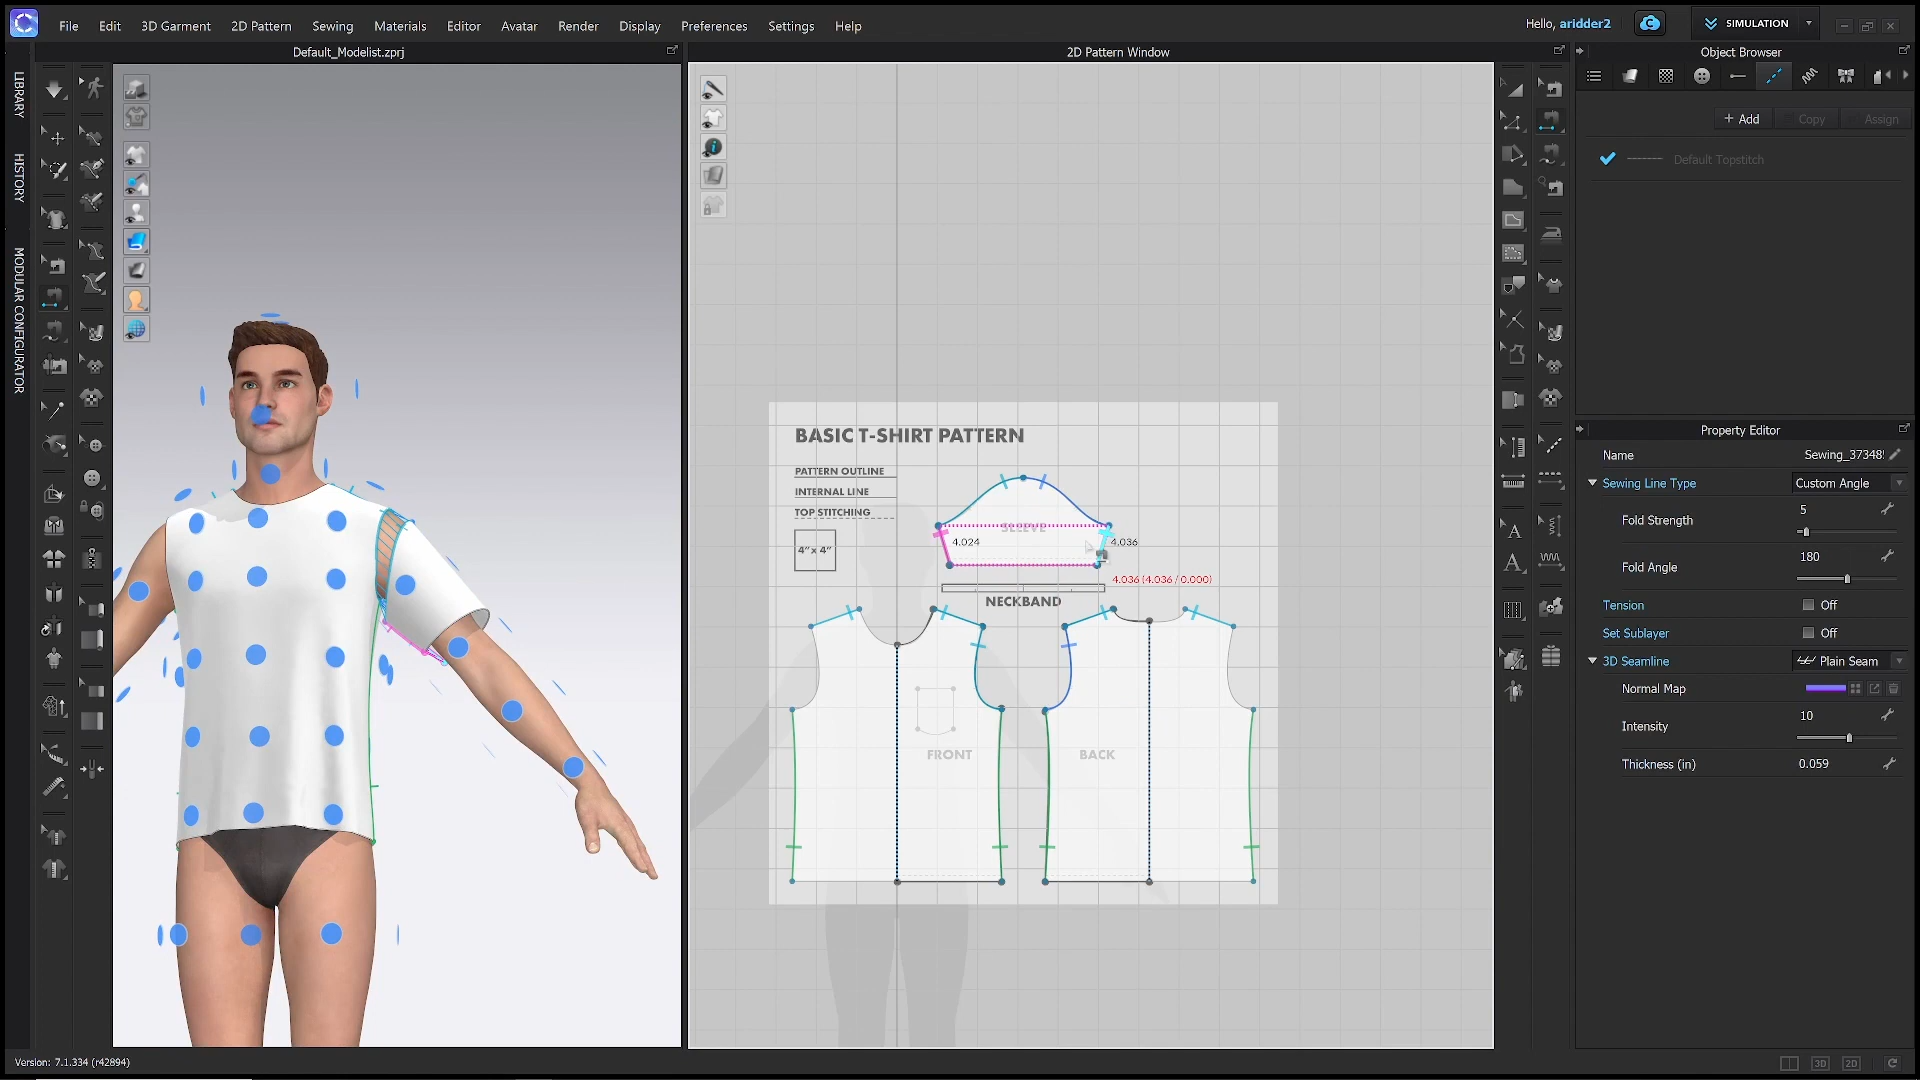 File Edit 3D Garment 2D Pattern Sewing Materials Editor Avatar Render Display Preferences Settings Help
Hello, aridder2
SIMULATION
Default_Modelist.zprj
2D Pattern Window
Object Browser
LIBRARY
HISTORY
MODULAR CONFIGURATOR
+ Add Copy Assign
Default Topstitch
BASIC T-SHIRT PATTERN
PATTERN OUTLINE
INTERNAL LINE
TOP STITCHING
4" x 4"
SLEEVE
4.024
4.036
4.036 (4.036 / 0.000)
NECKBAND
FRONT
BACK
Property Editor
Name Sewing_37348
Sewing Line Type Custom Angle
Fold Strength 5
Fold Angle 180
Tension Off
Set Sublayer Off
3D Seamline Plain Seam
Normal Map
Intensity 10
Thickness (in) 0.059
Version: 7.1.334 (r42894)
3D 2D